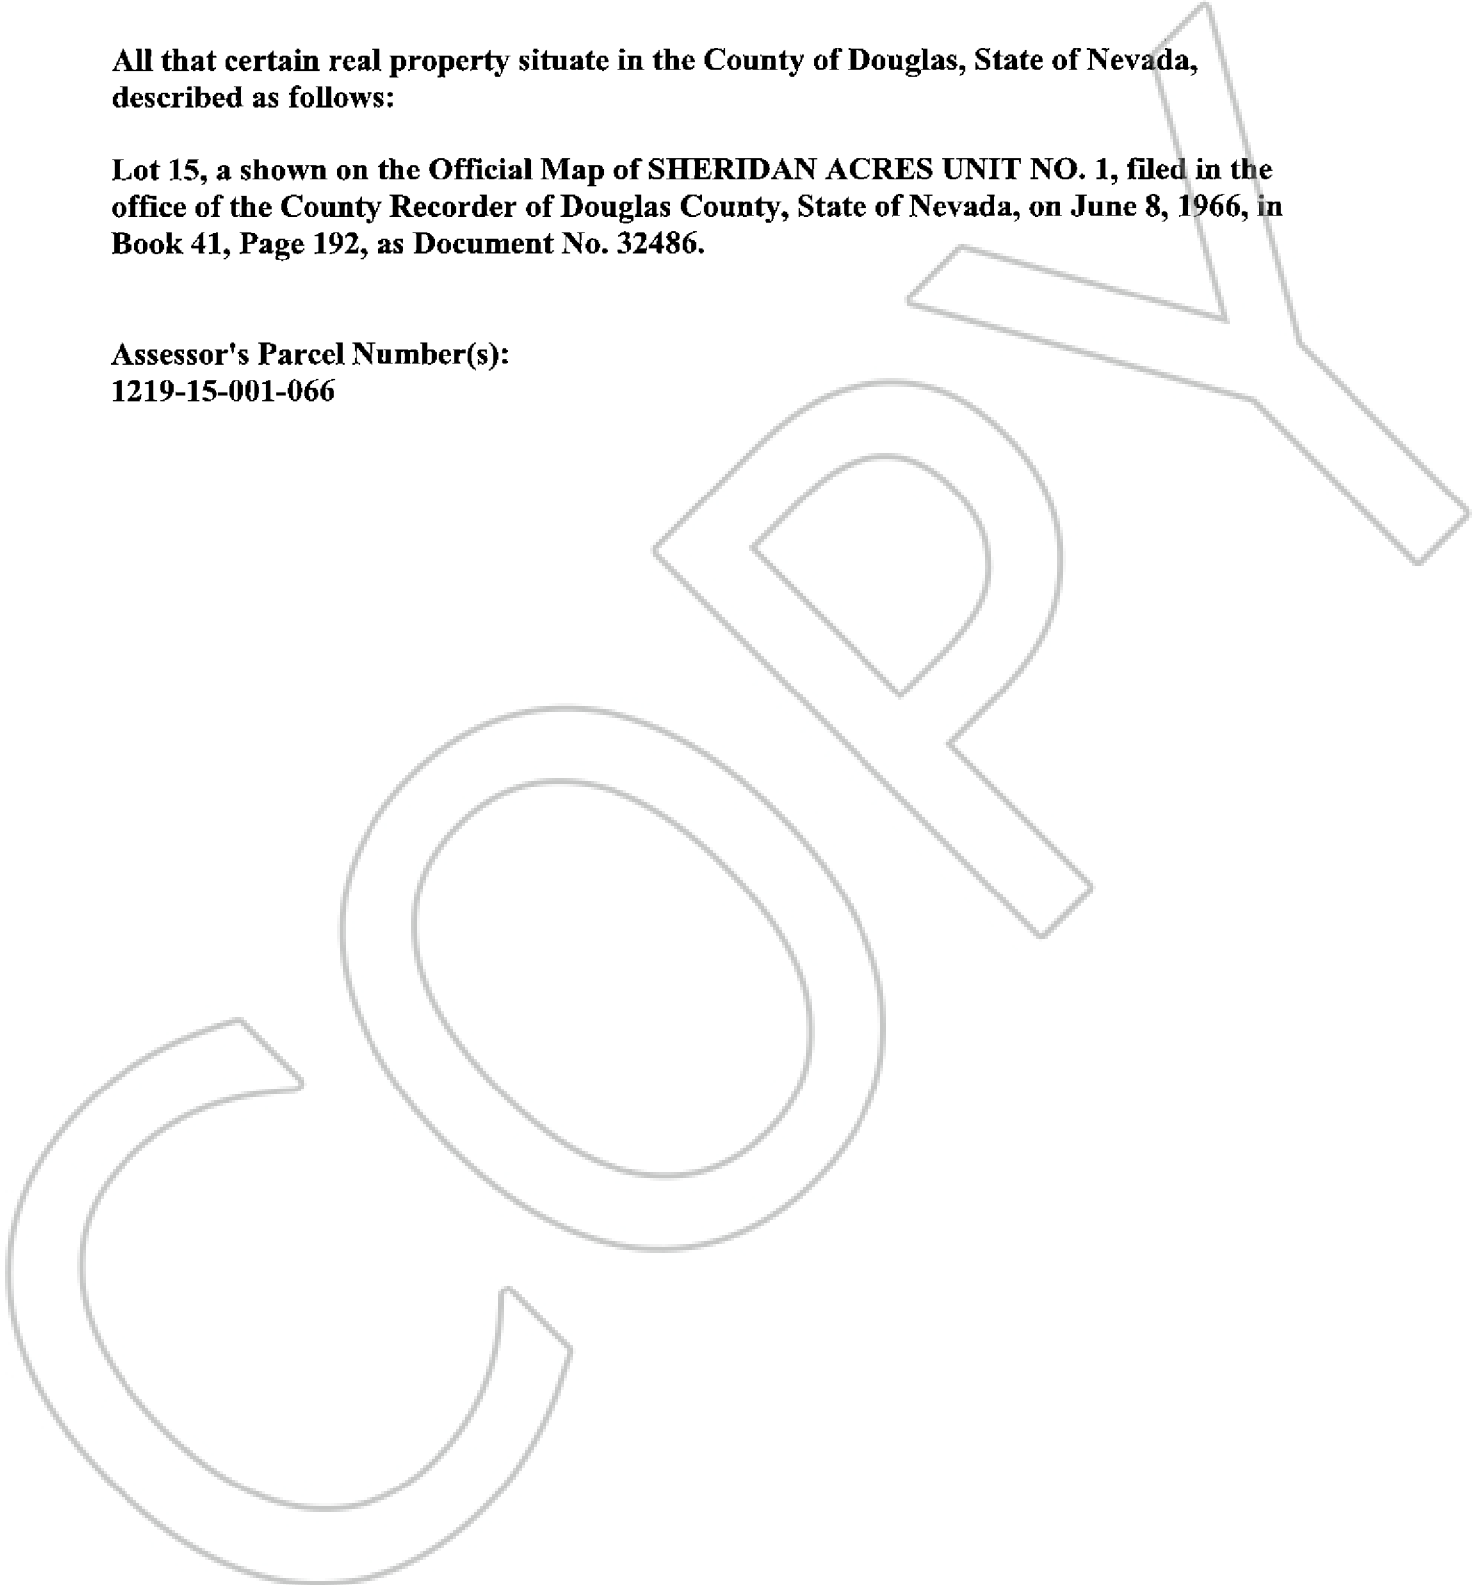 All that certain real property situate in the County of Douglas, State of Nevada,
described as follows:
Lot 15, a shown on the Official Map of SHERIDAN ACRES UNIT NO. 1, filed in the
office of the County Recorder of Douglas County, State of Nevada, on June 8, 1966, in
Book 41, Page 192, as Document No. 32486.
Assessor's Parcel Number(s):
1219-15-001-066
COPY